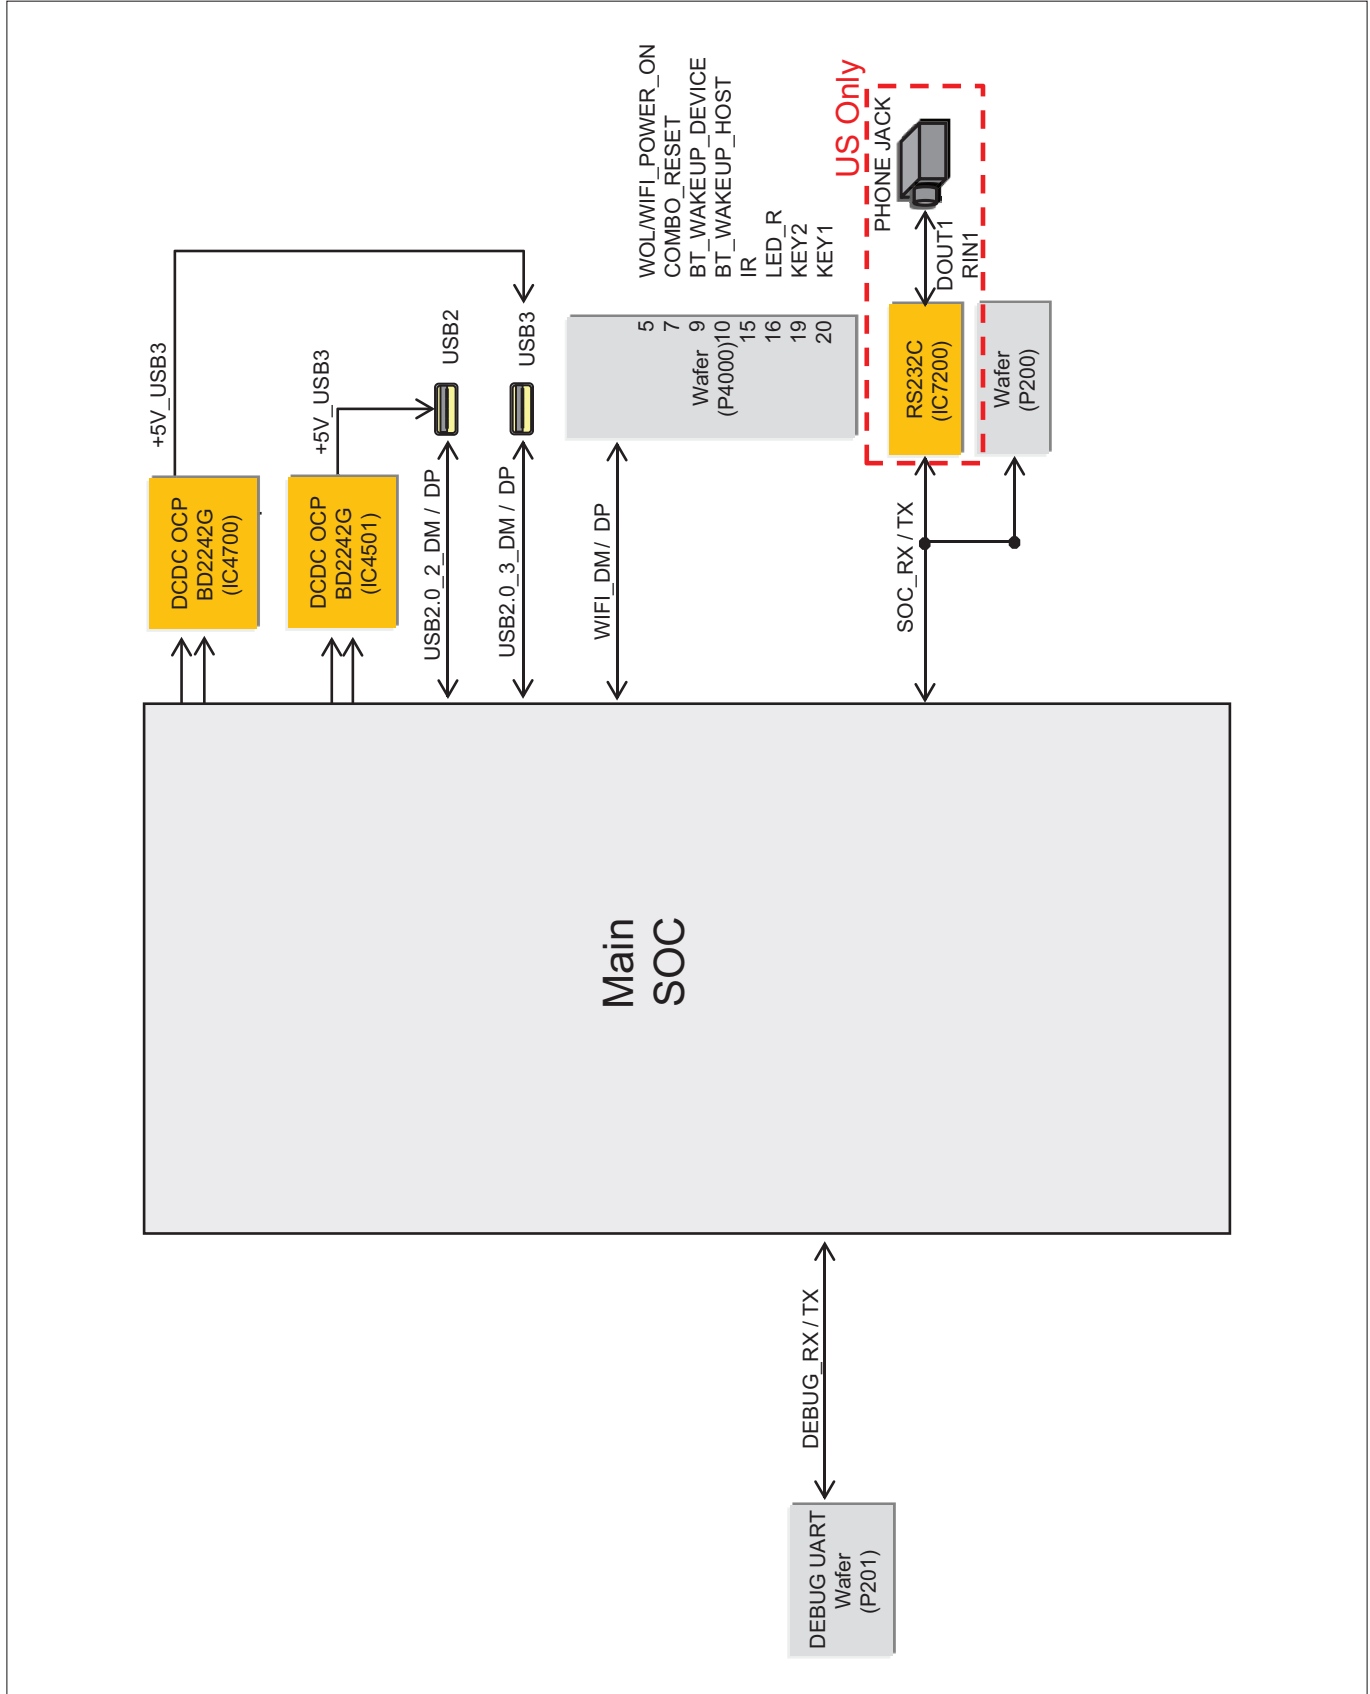 +5V_USB3
DCDC OCP
BD2242G
(IC4700)
+5V_USB3
DCDC OCP
BD2242G
(IC4501)
USB2
USB2.0_2_DM / DP
USB3
USB2.0_3_DM / DP
WIFI_DM / DP
Wafer
(P4000)
5
7
9
10
15
16
19
20
WOL/WIFI_POWER_ON
COMBO_RESET
BT_WAKEUP_DEVICE
BT_WAKEUP_HOST
IR
LED_R
KEY2
KEY1
US Only
PHONE JACK
DOUT1
RIN1
RS232C
(IC7200)
Wafer
(P200)
SOC_RX / TX
Main
SOC
DEBUG_RX / TX
DEBUG UART
Wafer
(P201)